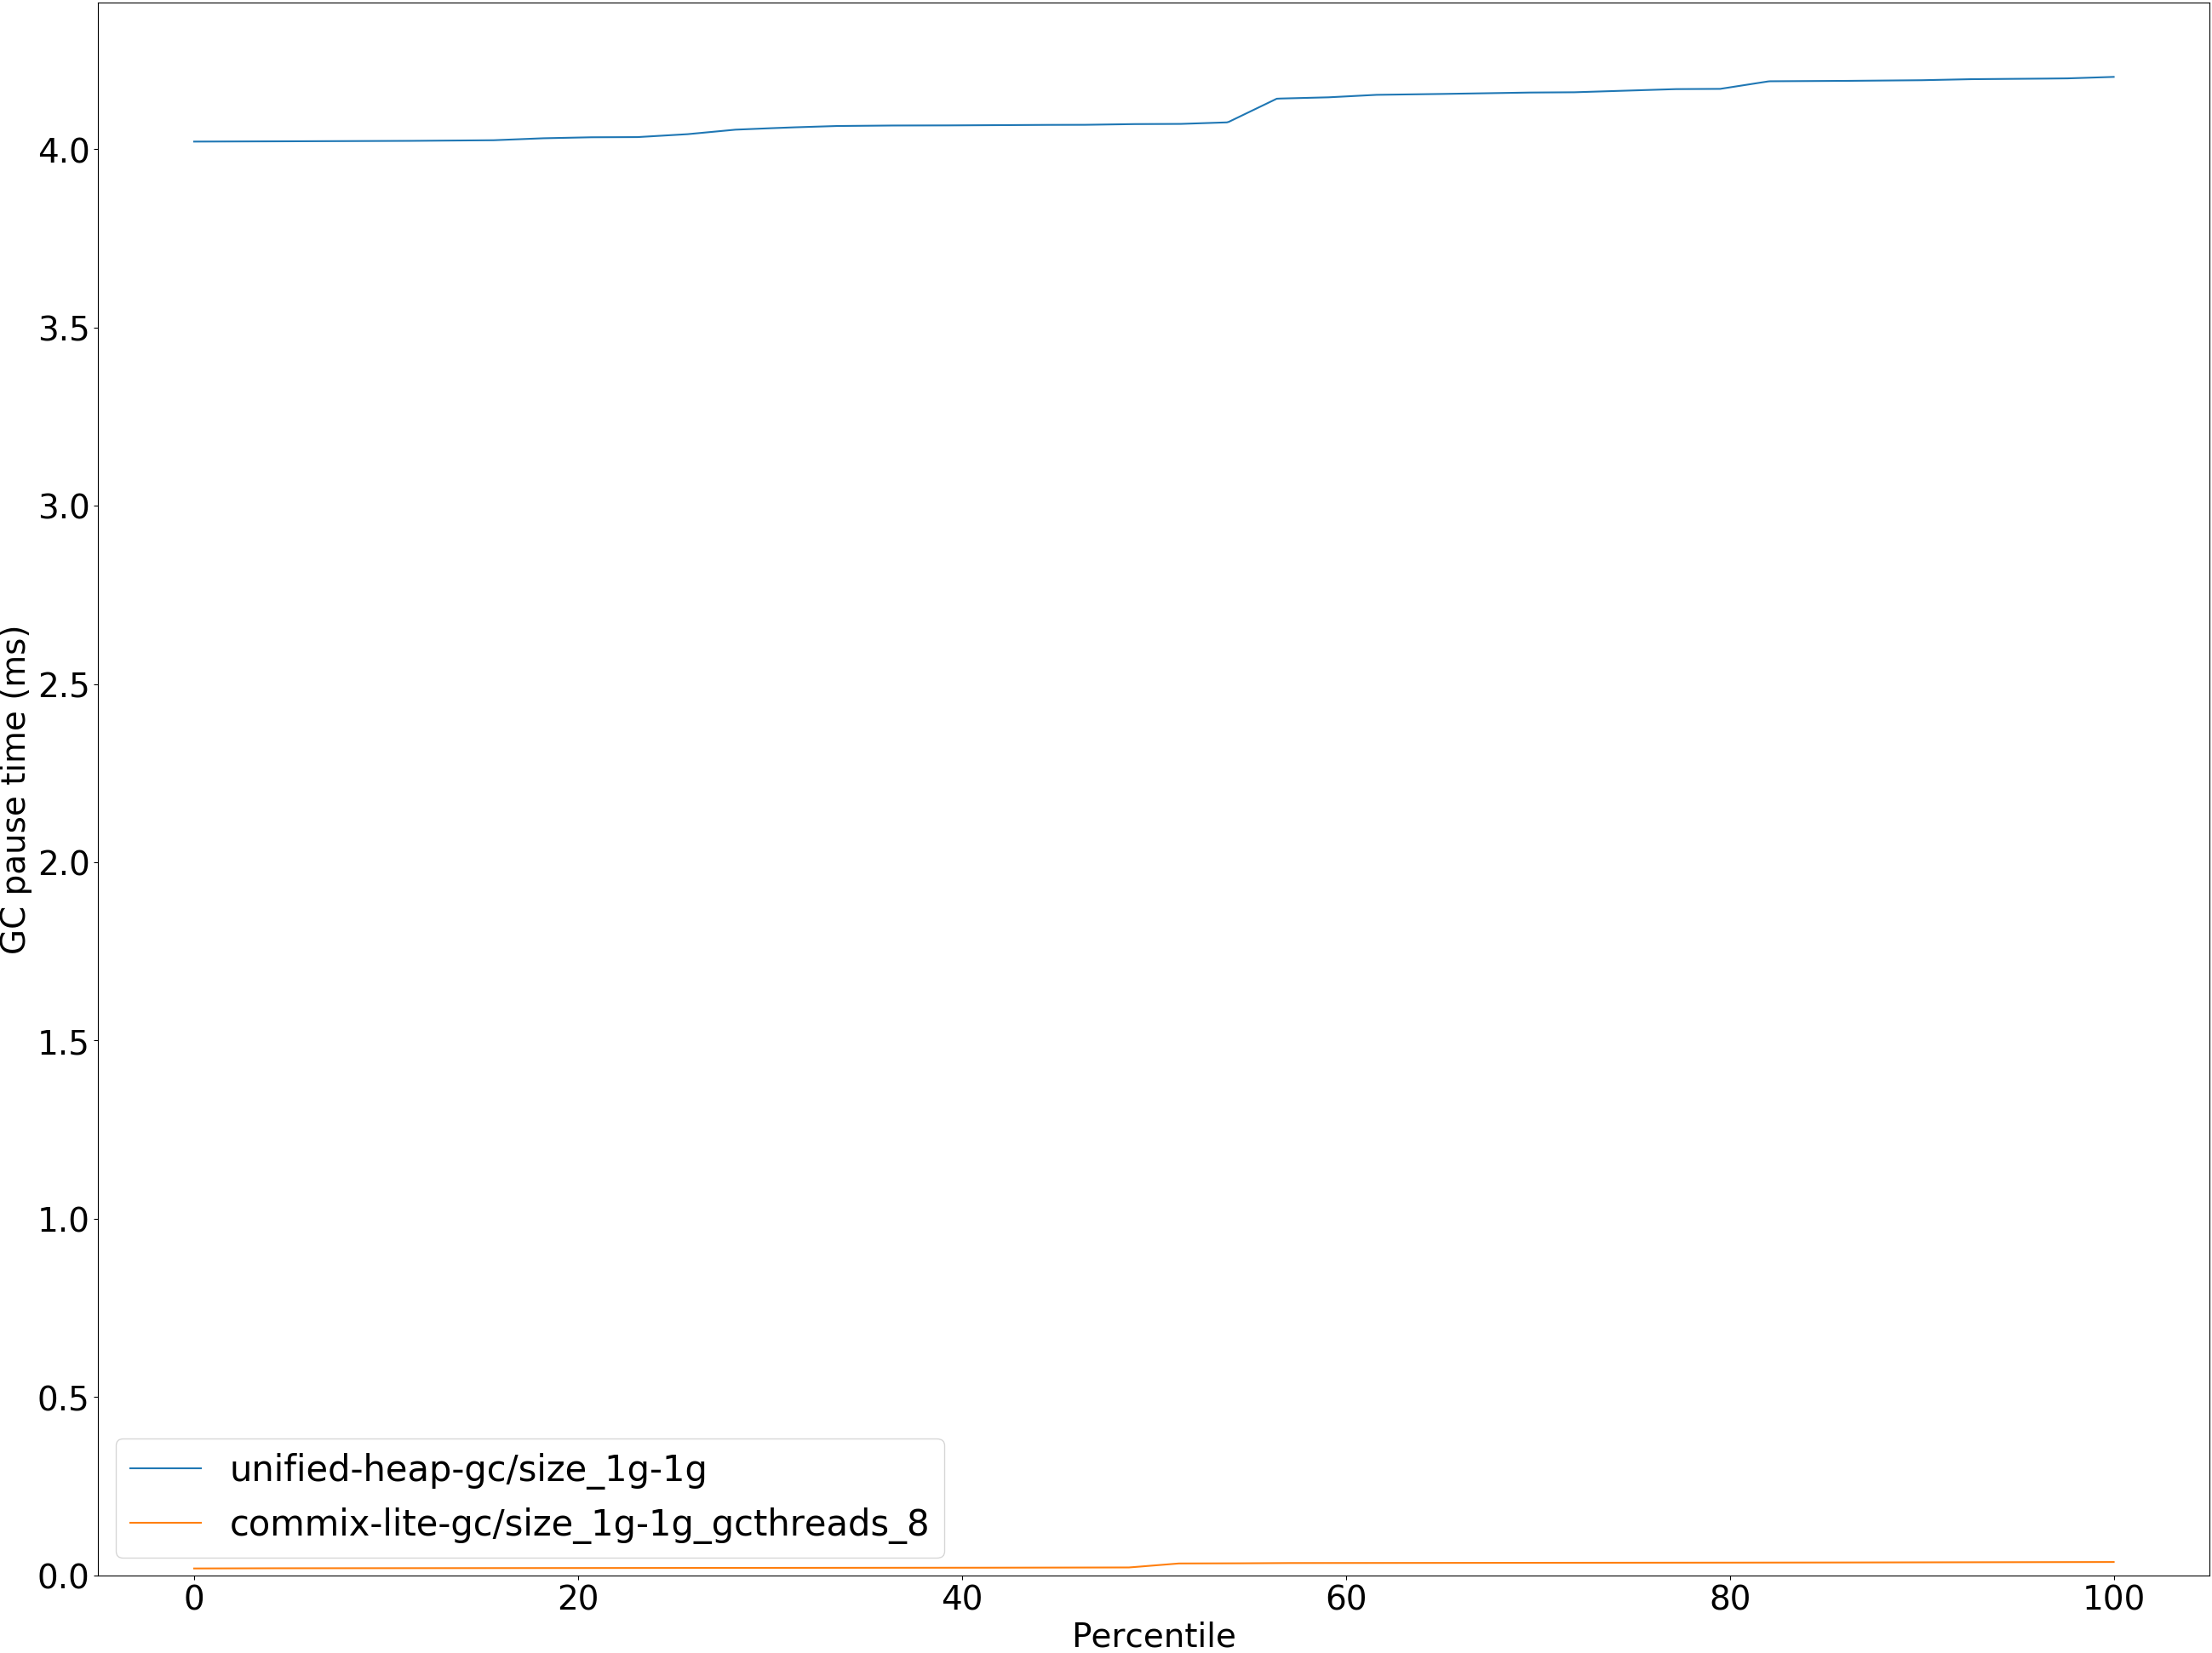 GC pause time (ms)
4.0
3.5
3.0
2.5
2.0
1.5
1.0
0.5
0.0
unified-heap-gc/size_1g-1g
commix-lite-gc/size_1g-1g_gcthreads_8
0 20 40 60 80 100
Percentile